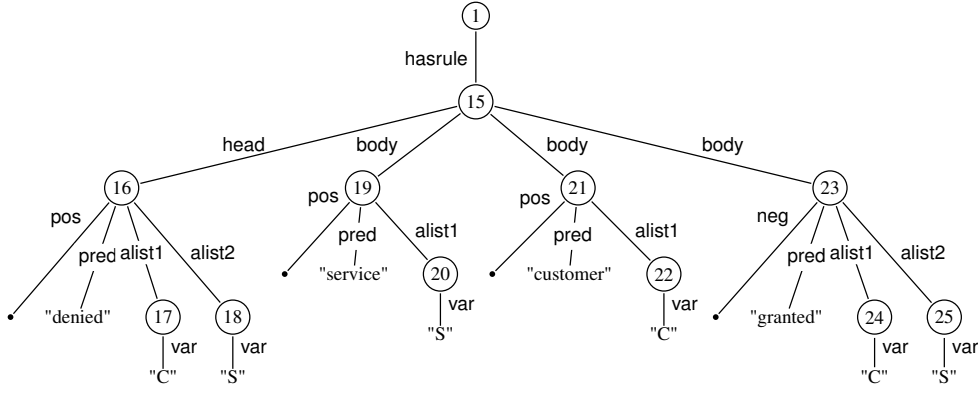 1
hasrule
15
head body body body
16 19 21 23
pos pos pos neg
pred alist1 alist2 pred alist1 pred alist1 pred alist1 alist2
"service" 20 "customer" 22
var var
"denied" 17 18 "S" "C" "granted" 24 25
var var var var
"C" "S" "C" "S"